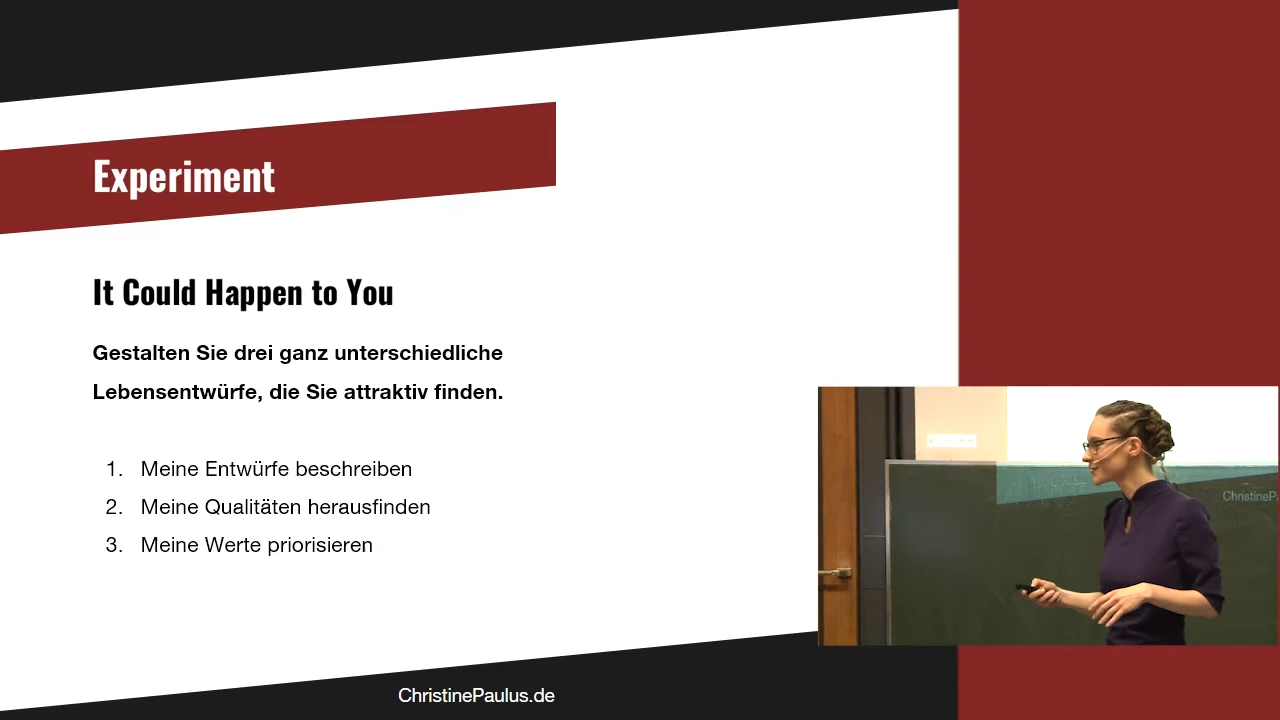 Experiment
It Could Happen to You
Gestalten Sie drei ganz unterschiedliche
Lebensentwürfe, die Sie attraktiv finden.
1. Meine Entwürfe beschreiben
2. Meine Qualitäten herausfinden
3. Meine Werte priorisieren
ChristineP
ChristinePaulus.de